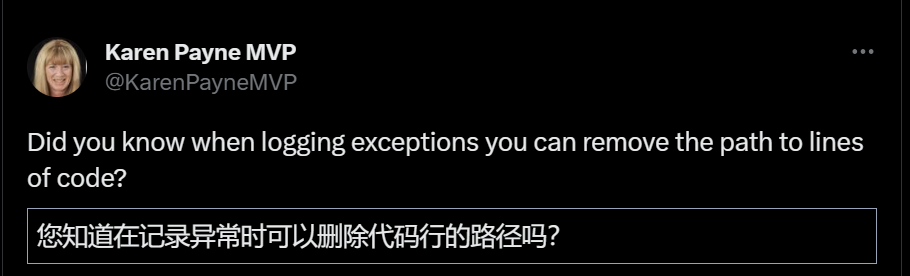 Karen Payne MVP
@KarenPayneMVP
Did you know when logging exceptions you can remove the path to lines
of code?
您知道在记录异常时可以删除代码行的路径吗?